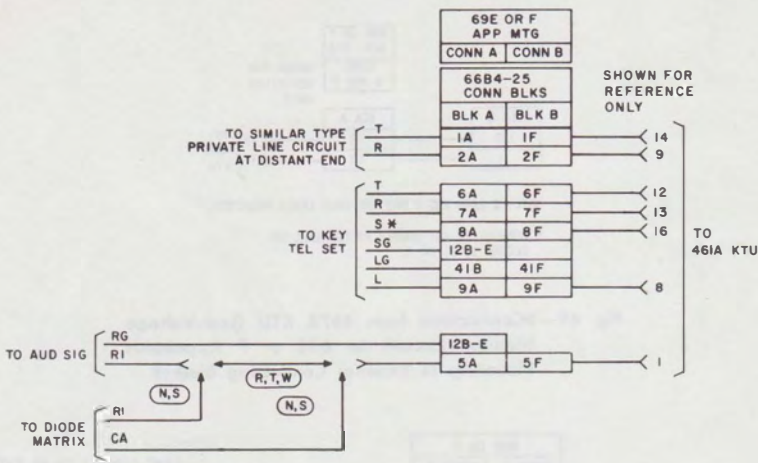 69E OR F
APP MTG
CONN A CONN B
66B4-25
CONN BLKS
BLK A BLK B
SHOWN FOR
REFERENCE
ONLY
TO SIMILAR TYPE
PRIVATE LINE CIRCUIT
AT DISTANT END
T 1A 1F 14
R 2A 2F 9
TO KEY
TEL SET
T 6A 6F 12
R 7A 7F 13
S * 8A 8F 16
SG 12B-E
LG 41B 41F
L 9A 9F 8
TO
461A KTU
TO AUD SIG
RG 12B-E
R1 5A 5F 1
R,T,W
N,S
N,S
TO DIODE
MATRIX
R1
CA